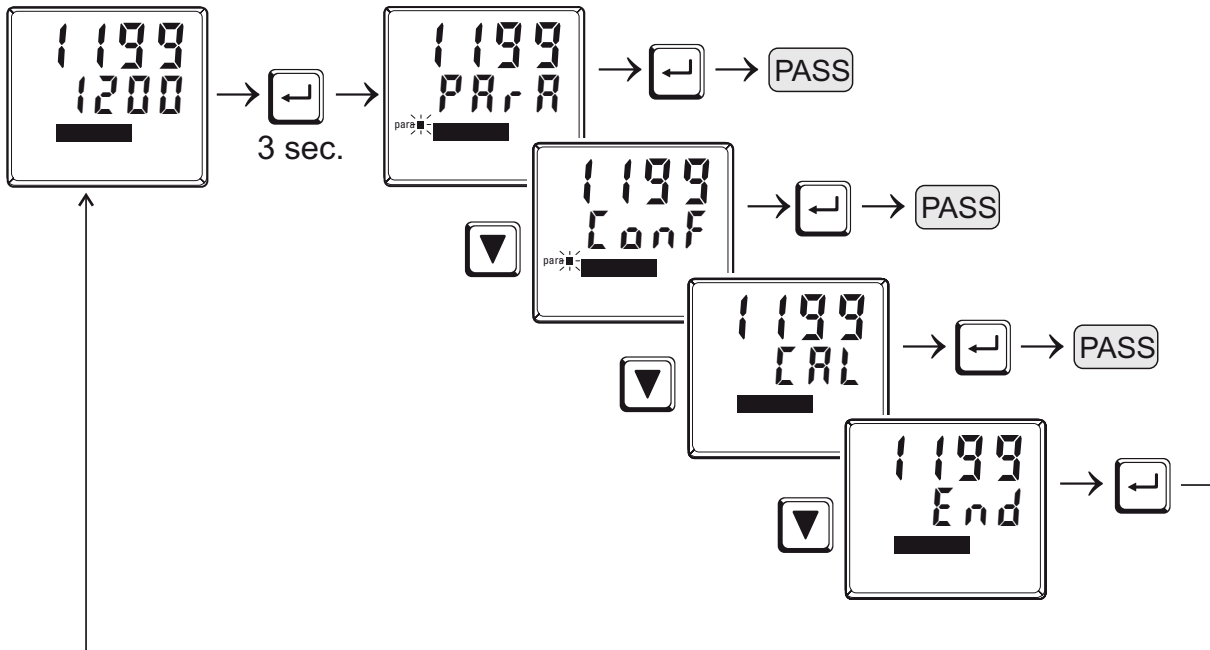 1199
1200
3 sec.
1199
PArA
para
PASS
1199
ConF
para
PASS
1199
CAL
PASS
1199
End